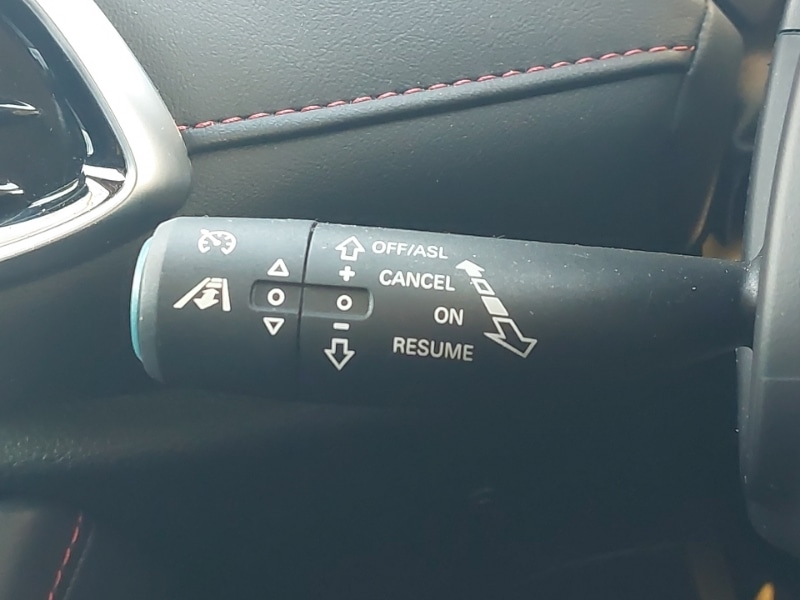 OFF/ASL
+ CANCEL
ON
- RESUME